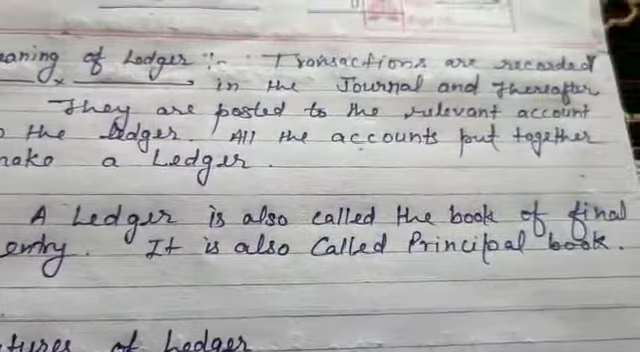 eaning of Ledger :- Transactions are recorded
in the Journal and thereafter
They are posted to the relevant account
the Ledger. All the accounts put together
make a Ledger.
A Ledger is also called the book of final
entry. It is also Called Principal book.
tures of Ledger